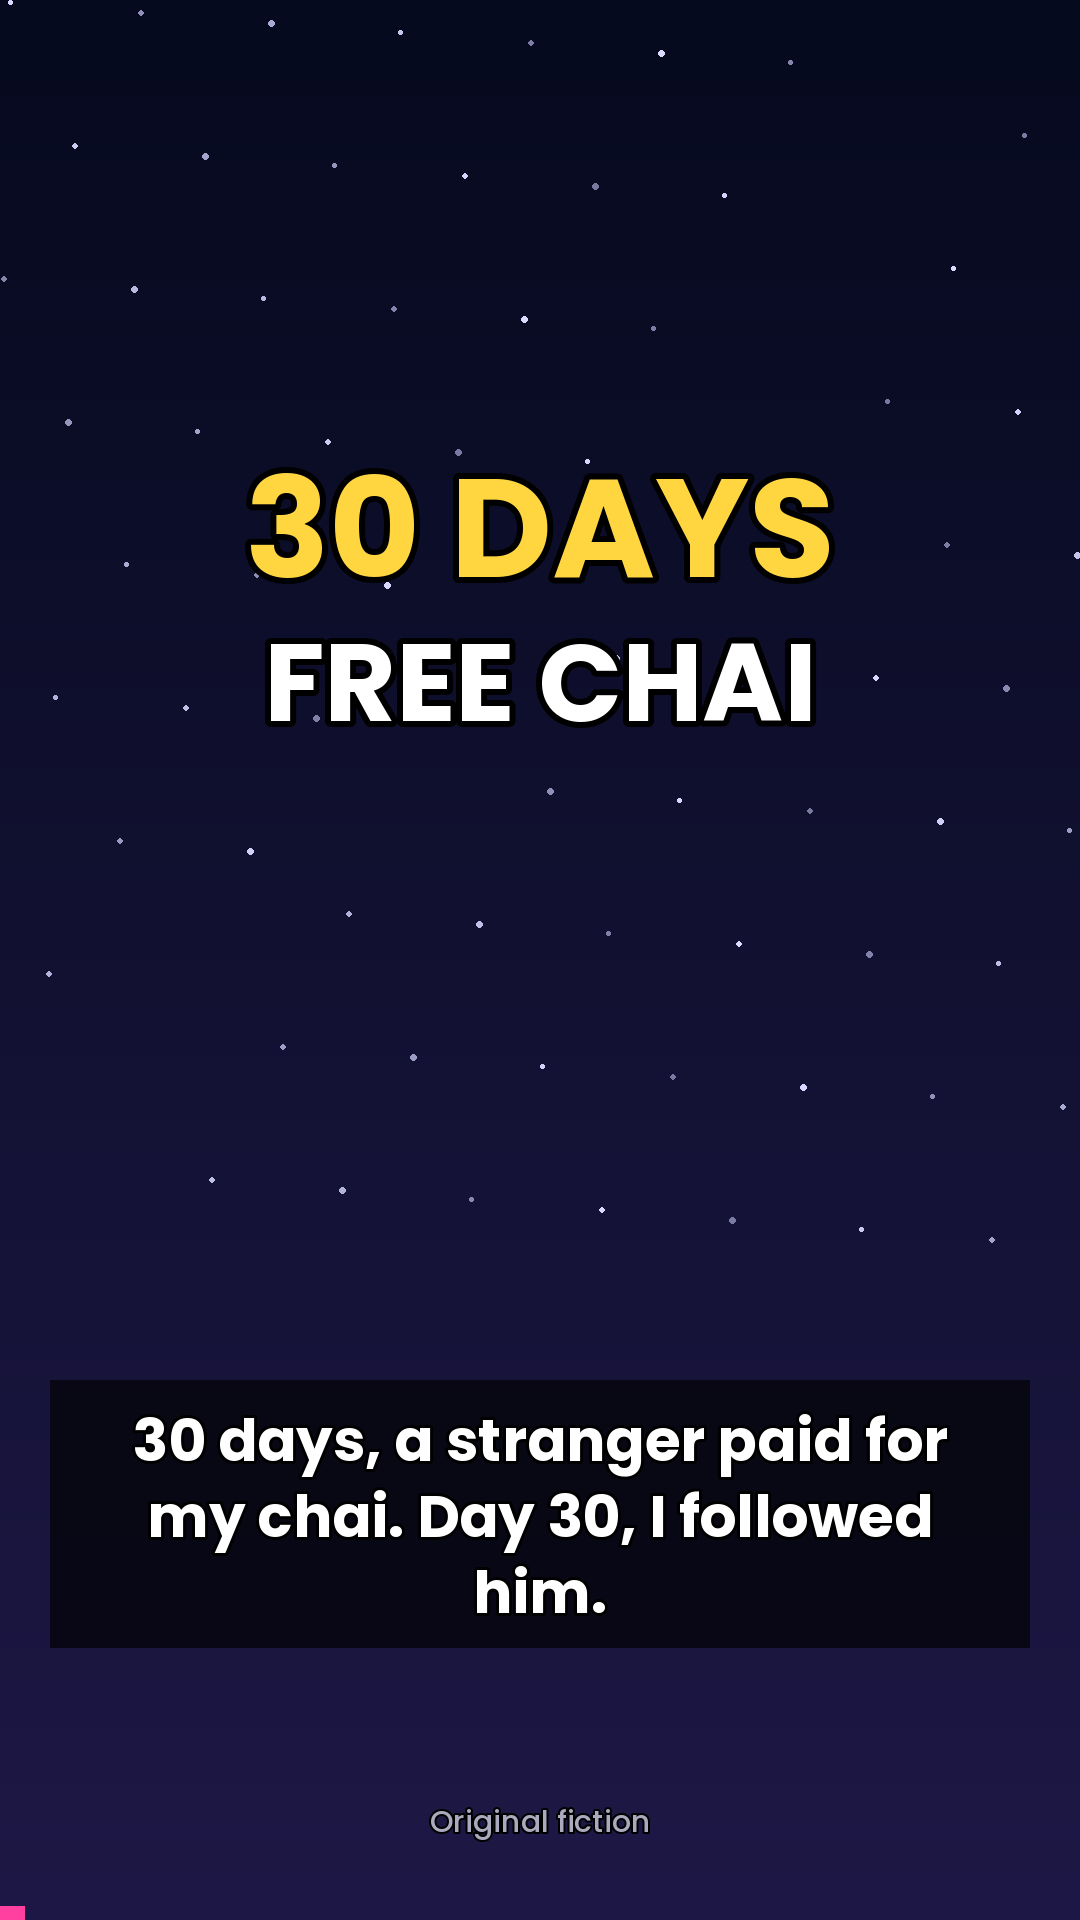 30 DAYS
FREE CHAI
30 days, a stranger paid for
my chai. Day 30, I followed
him.
Original fiction